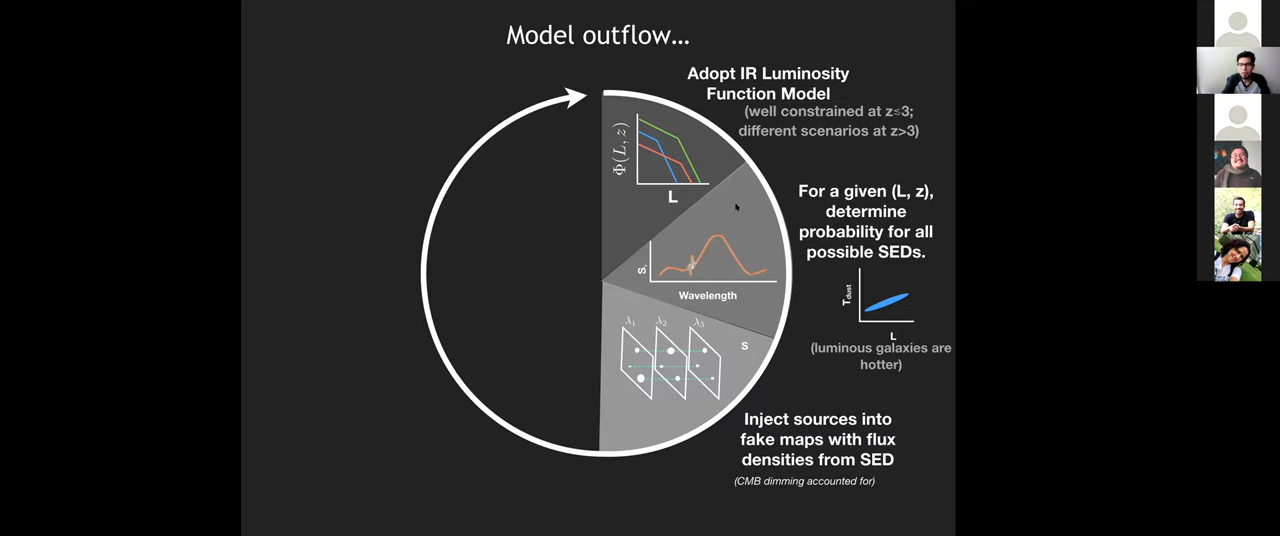 Model outflow…
Adopt IR Luminosity
Function Model
(well constrained at z≲3;
different scenarios at z>3)
Φ(L, z)
L
For a given (L, z),
determine
probability for all
possible SEDs.
S
Wavelength
T dust
L
(luminous galaxies are
hotter)
λ1 λ2 λ3
S
Inject sources into
fake maps with flux
densities from SED
(CMB dimming accounted for)